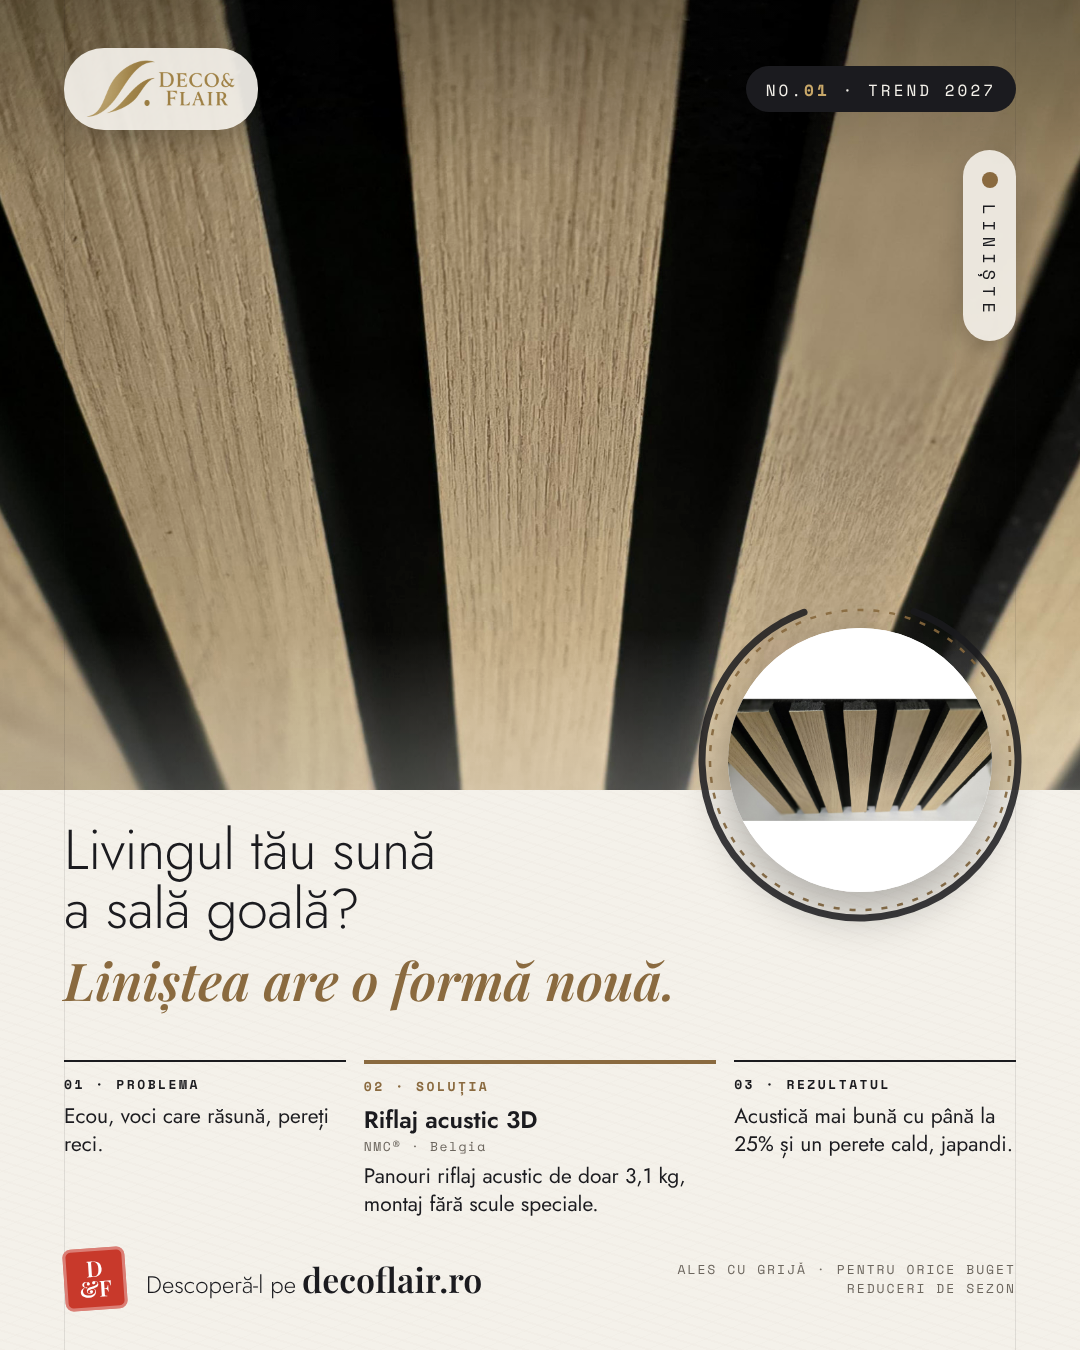 DECO&
FLAIR
NO.01 · TREND 2027
LINIȘTE
Livingul tău sună
a sală goală?
Liniștea are o formă nouă.
01 · PROBLEMA
Ecou, voci care răsună, pereți
reci.
02 · SOLUȚIA
Riflaj acustic 3D
NMC® · Belgia
Panouri riflaj acustic de doar 3,1 kg,
montaj fără scule speciale.
03 · REZULTATUL
Acustică mai bună cu până la
25% și un perete cald, japandi.
D
&F
Descoperă-l pe decoflair.ro
ALES CU GRIJĂ · PENTRU ORICE BUGET
REDUCERI DE SEZON